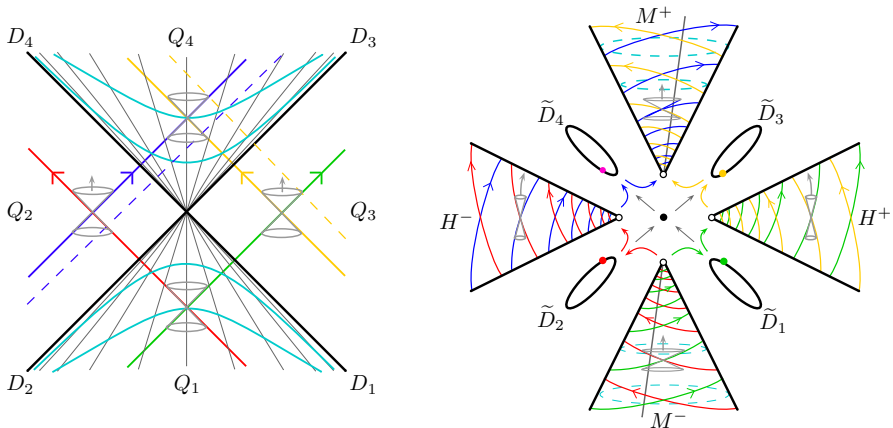 D₄ Q₄ D₃
Q₂ Q₃
D₂ Q₁ D₁
M⁺
D̃₄ D̃₃
H⁻ H⁺
D̃₂ D̃₁
M⁻